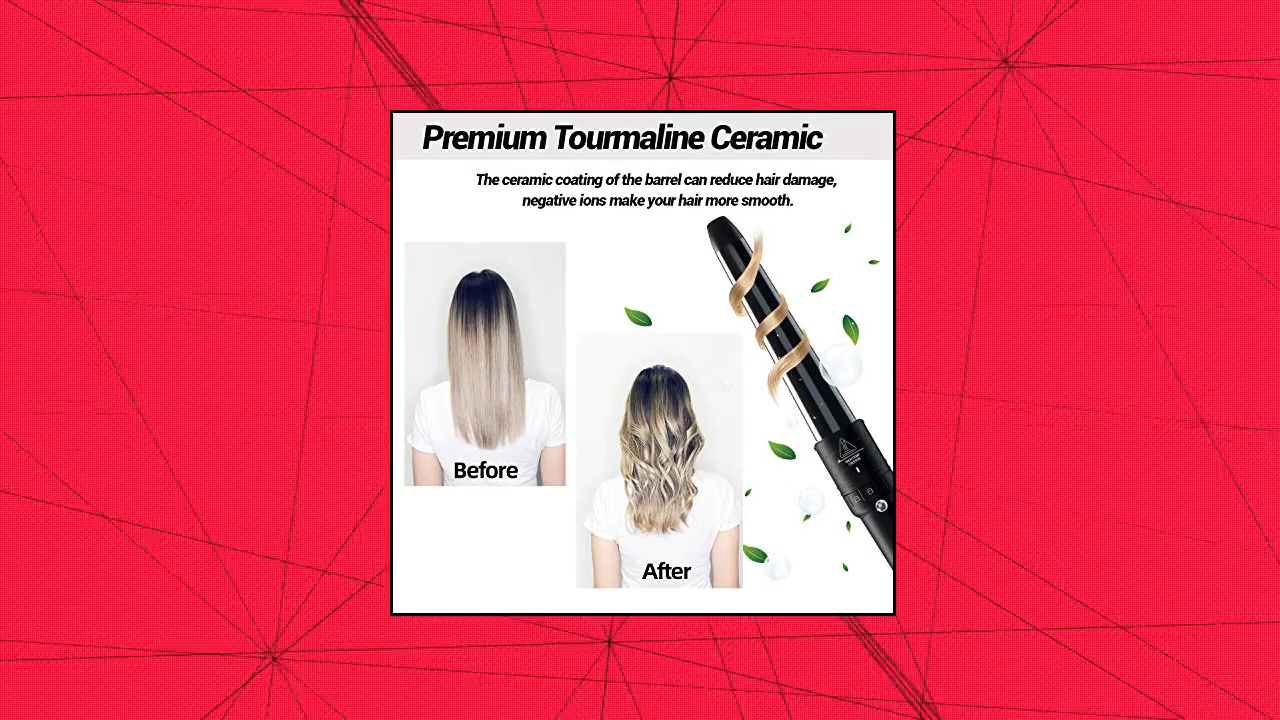 Premium Tourmaline Ceramic
The ceramic coating of the barrel can reduce hair damage,
negative ions make your hair more smooth.
Before
After